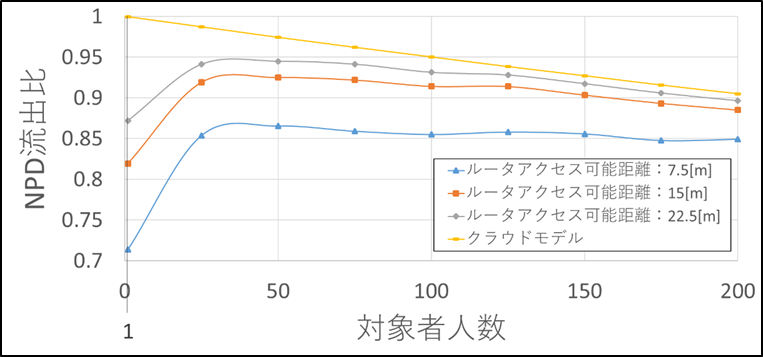 NPD流出比
1
0.95
0.9
0.85
0.8
0.75
0.7
ルータアクセス可能距離：7.5[m]
ルータアクセス可能距離：15[m]
ルータアクセス可能距離：22.5[m]
クラウドモデル
0
50
100
150
200
1
対象者人数